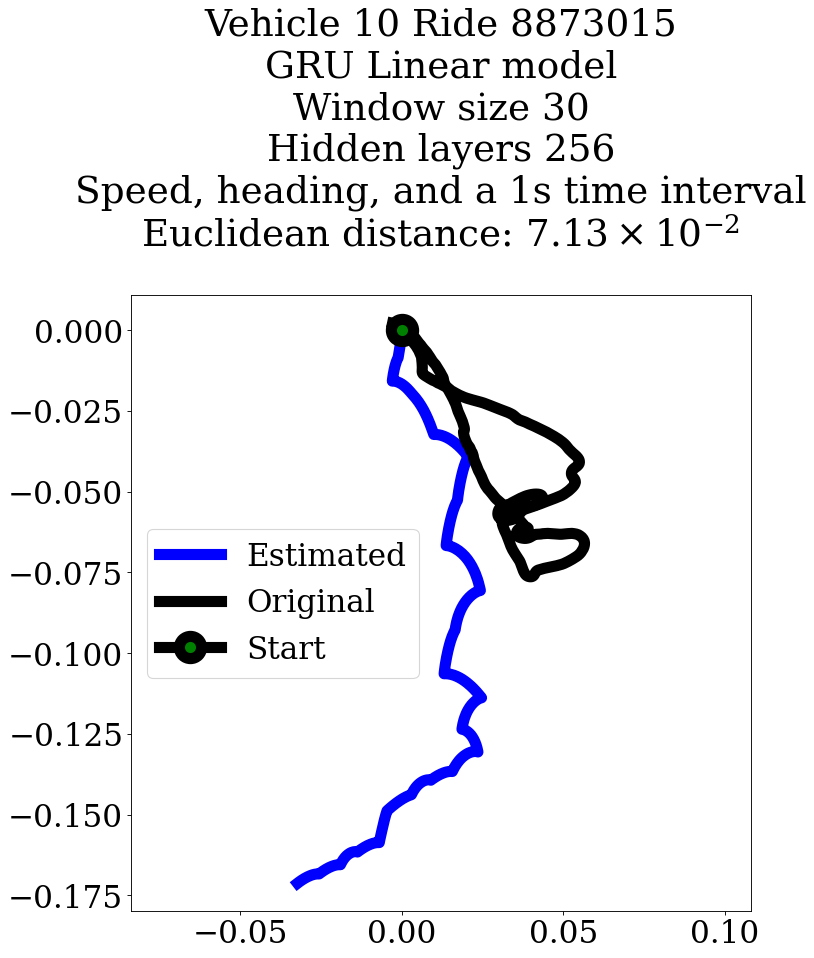 Vehicle 10 Ride 8873015
GRU Linear model
Window size 30
Hidden layers 256
Speed, heading, and a 1s time interval
Euclidean distance: 7.13 × 10⁻²
0.000
−0.025
−0.050
−0.075
−0.100
−0.125
−0.150
−0.175
Estimated
Original
Start
−0.05 0.00 0.05 0.10